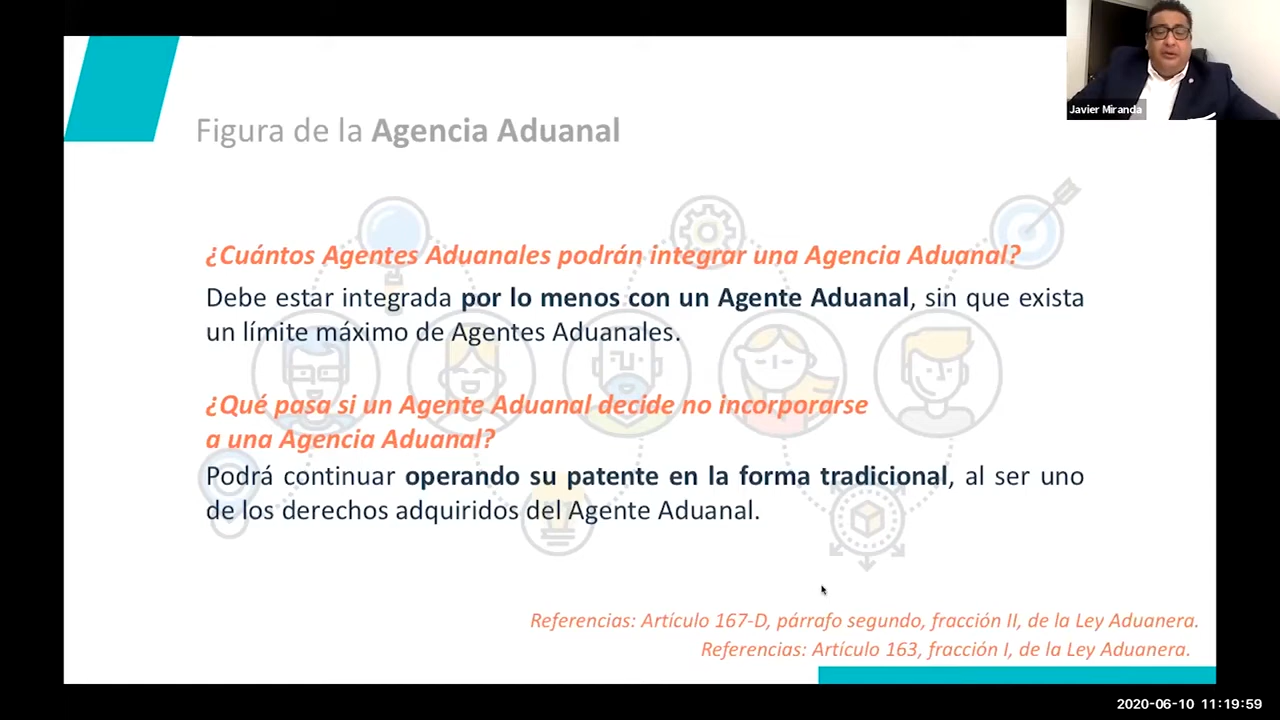 Javier Miranda
Figura de la Agencia Aduanal
¿Cuántos Agentes Aduanales podrán integrar una Agencia Aduanal?
Debe estar integrada por lo menos con un Agente Aduanal, sin que exista
un límite máximo de Agentes Aduanales.
¿Qué pasa si un Agente Aduanal decide no incorporarse
a una Agencia Aduanal?
Podrá continuar operando su patente en la forma tradicional, al ser uno
de los derechos adquiridos del Agente Aduanal.
Referencias: Artículo 167-D, párrafo segundo, fracción II, de la Ley Aduanera.
Referencias: Artículo 163, fracción I, de la Ley Aduanera.
2020-06-10 11:19:59